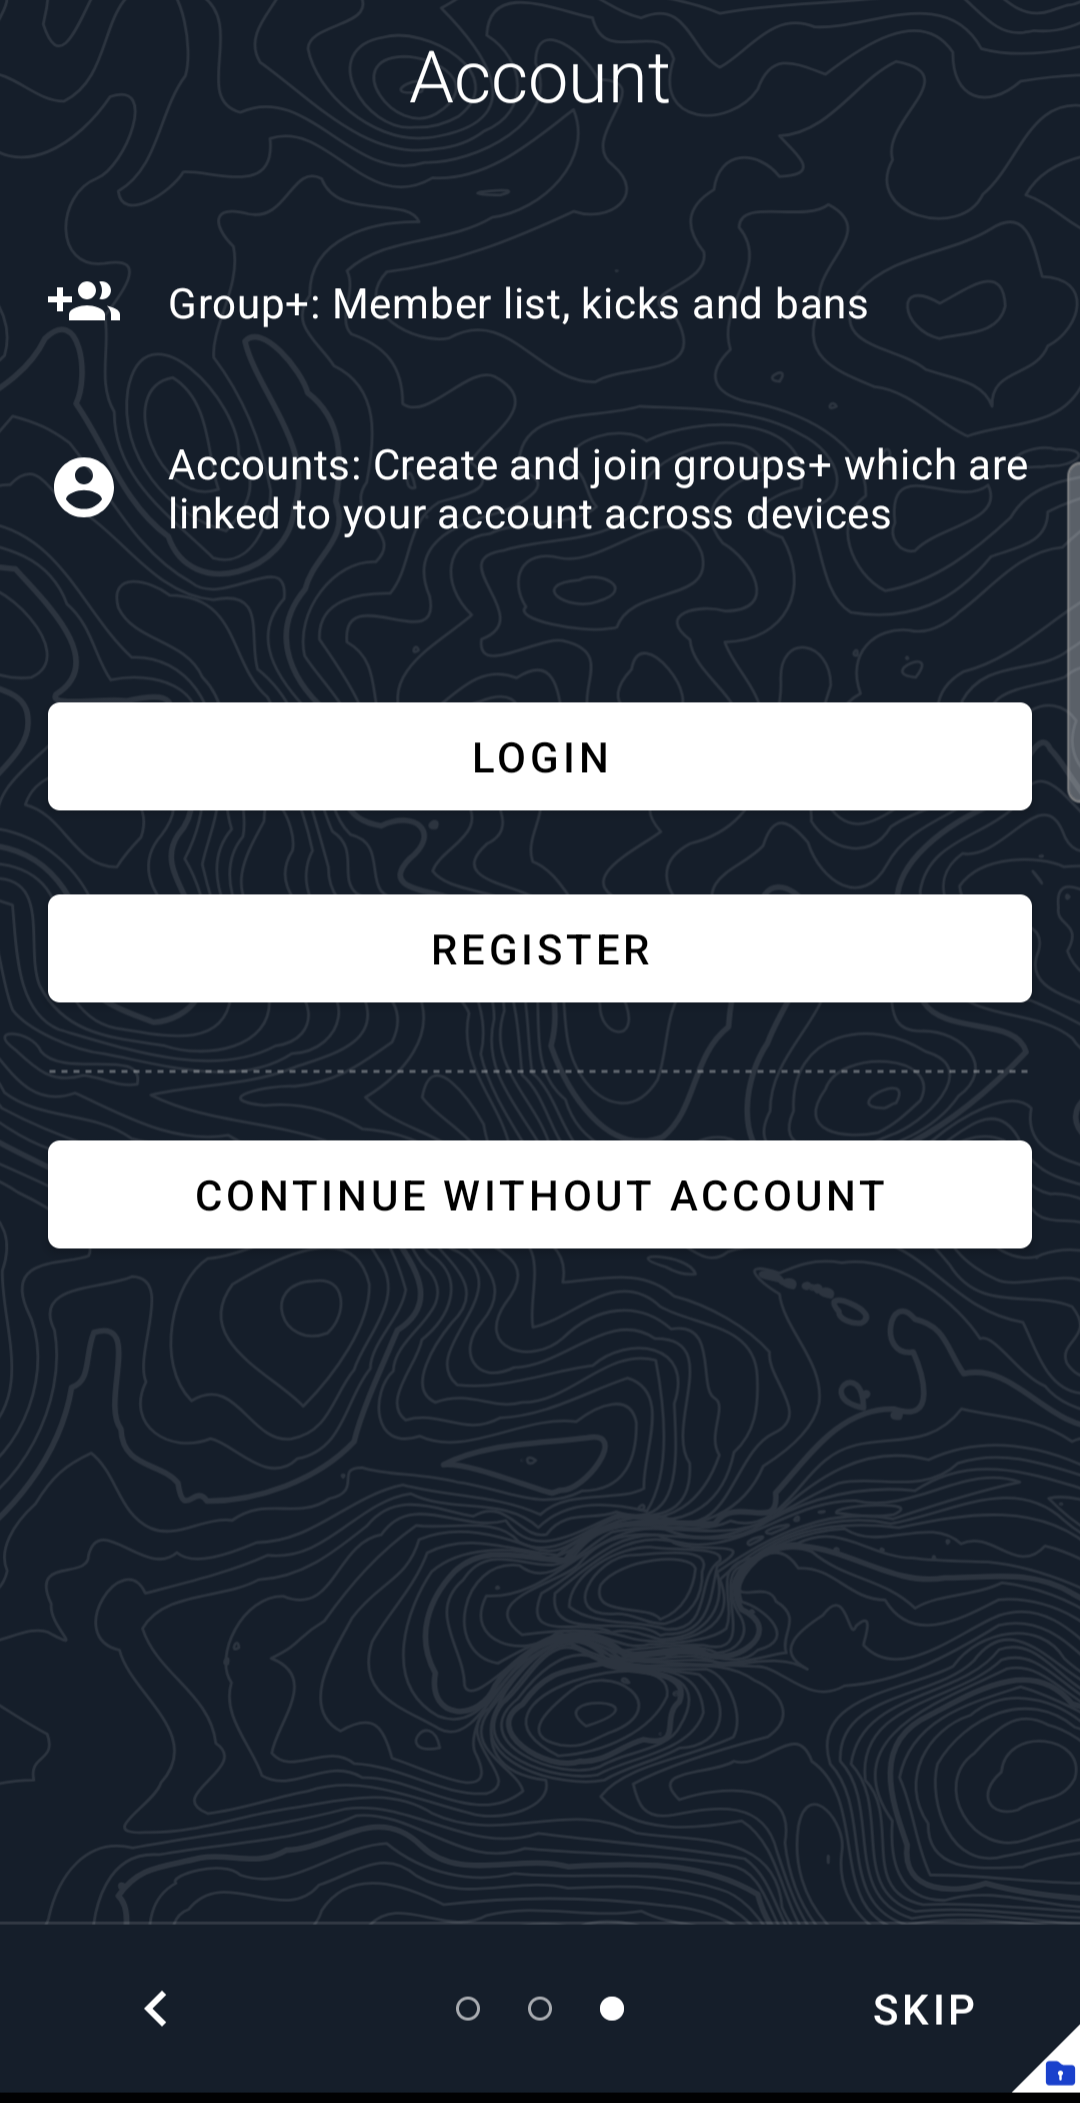 Account
Group+: Member list, kicks and bans
Accounts: Create and join groups+ which are
linked to your account across devices
LOGIN
REGISTER
CONTINUE WITHOUT ACCOUNT
SKIP